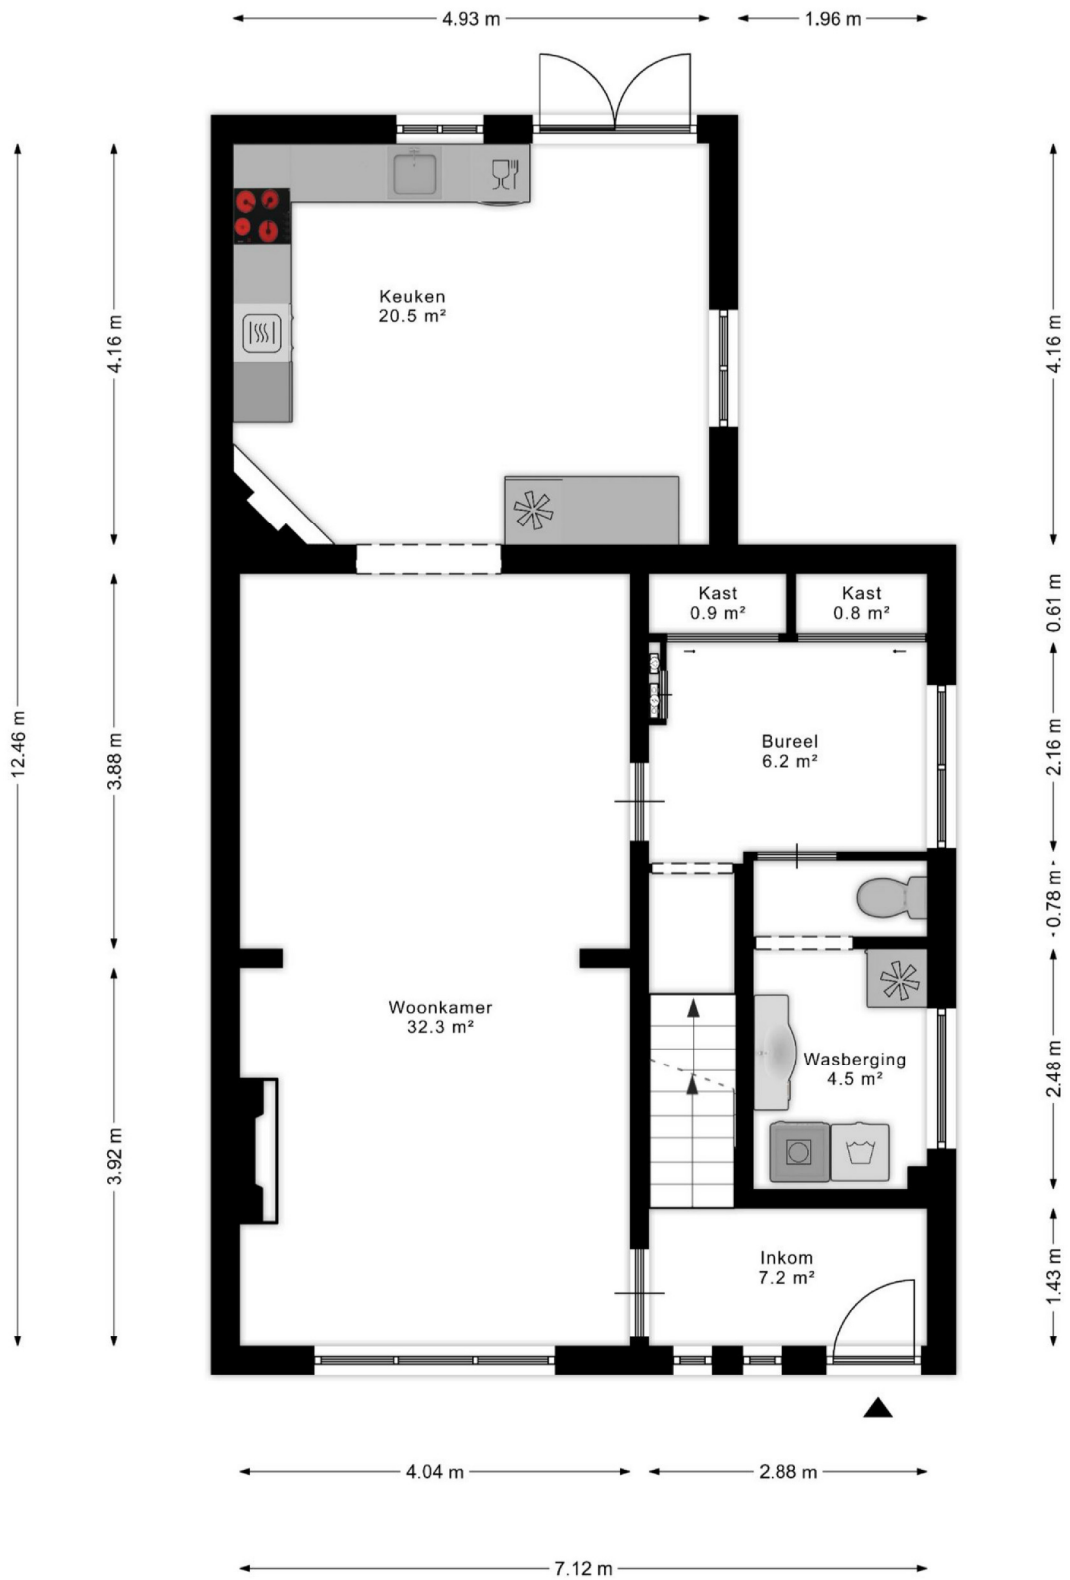 4.93 m
1.96 m
Keuken
20.5 m²
4.16 m
4.16 m
12.46 m
Kast
0.9 m²
Kast
0.8 m²
0.61 m
3.88 m
Bureel
6.2 m²
2.16 m
0.78 m
Woonkamer
32.3 m²
Wasberging
4.5 m²
2.48 m
3.92 m
Inkom
7.2 m²
1.43 m
4.04 m
2.88 m
7.12 m